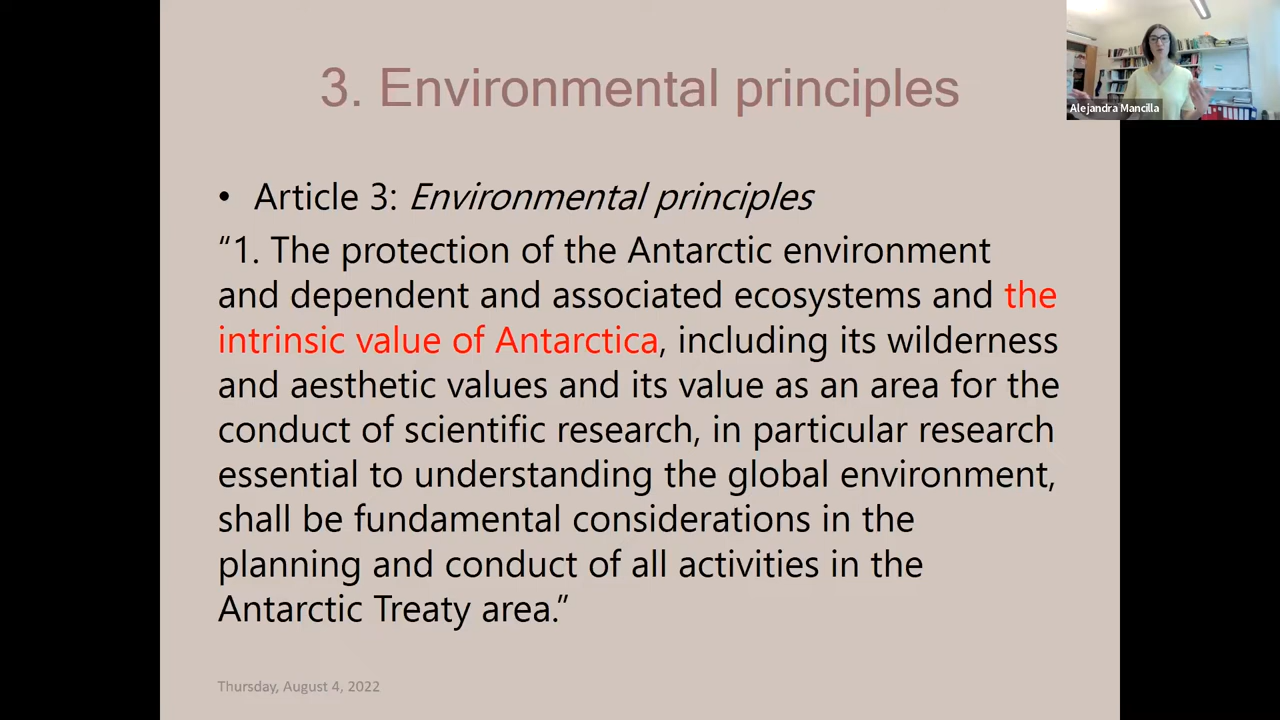 3. Environmental principles
Alejandra Mancilla
• Article 3: Environmental principles
“1. The protection of the Antarctic environment
and dependent and associated ecosystems and the
intrinsic value of Antarctica, including its wilderness
and aesthetic values and its value as an area for the
conduct of scientific research, in particular research
essential to understanding the global environment,
shall be fundamental considerations in the
planning and conduct of all activities in the
Antarctic Treaty area.”
Thursday, August 4, 2022